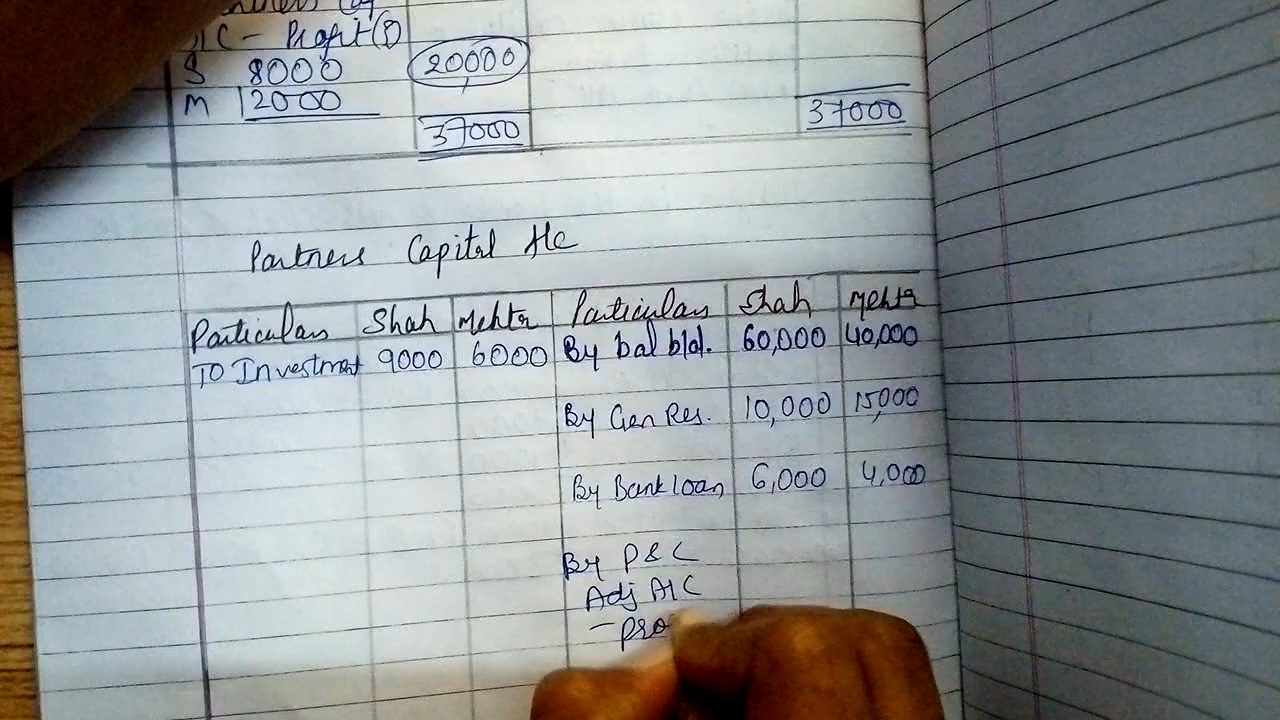 A/C - Profit(8)
S 8000 20000
M 12000
37000 37000
Partners Capital A/c
Particulars Shah Mehta Particulars Shah Mehta
TO Investment 9000 6000 By bal b/d. 60,000 40,000
By Gen Res. 10,000 15,000
By Bank loan 6,000 4,000
By P & L
Adj A/C